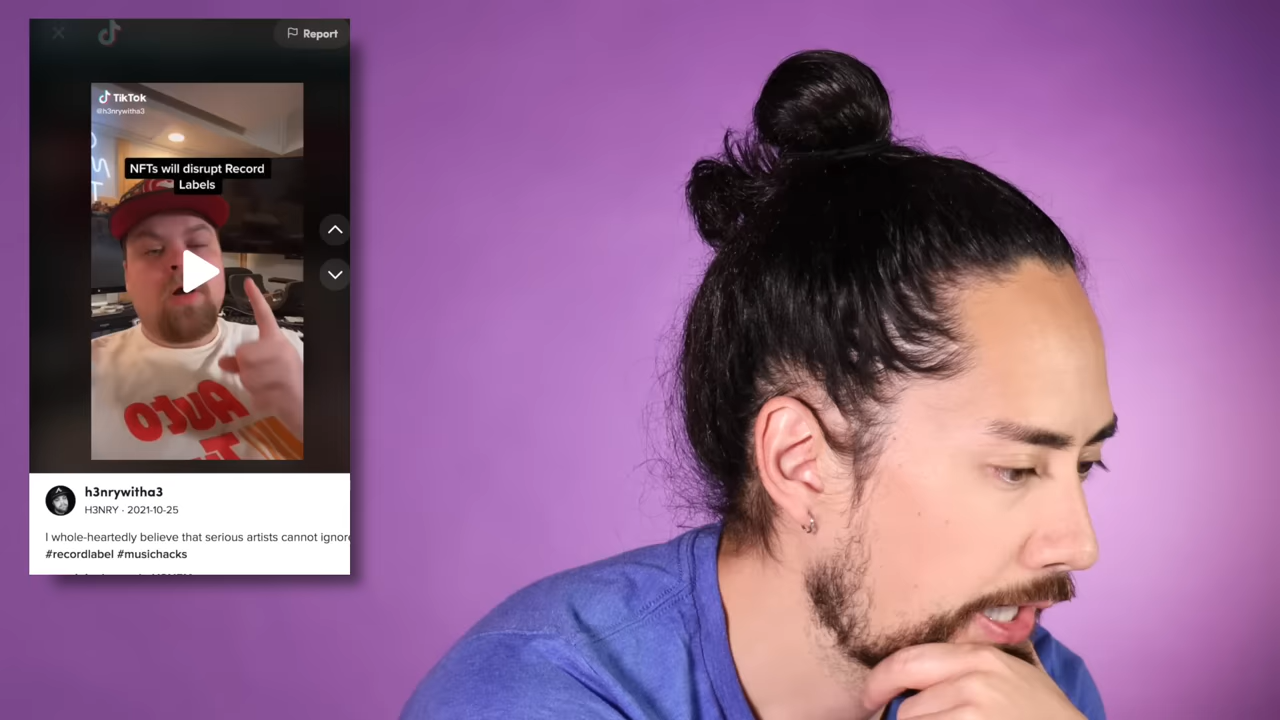 Report
TikTok
@h3nrywitha3
NFTs will disrupt Record
Labels
AUTO
h3nrywitha3
H3NRY · 2021-10-25
I whole-heartedly believe that serious artists cannot ignore
#recordlabel #musichacks